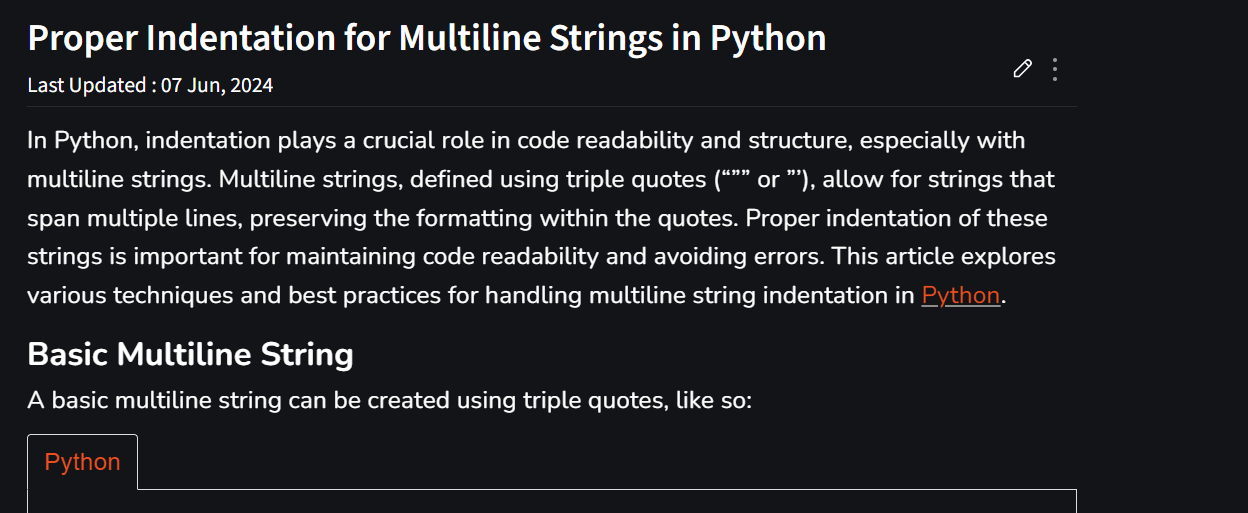 Proper Indentation for Multiline Strings in Python
Last Updated : 07 Jun, 2024
In Python, indentation plays a crucial role in code readability and structure, especially with
multiline strings. Multiline strings, defined using triple quotes (“”” or ”’), allow for strings that
span multiple lines, preserving the formatting within the quotes. Proper indentation of these
strings is important for maintaining code readability and avoiding errors. This article explores
various techniques and best practices for handling multiline string indentation in Python.
Basic Multiline String
A basic multiline string can be created using triple quotes, like so:
Python